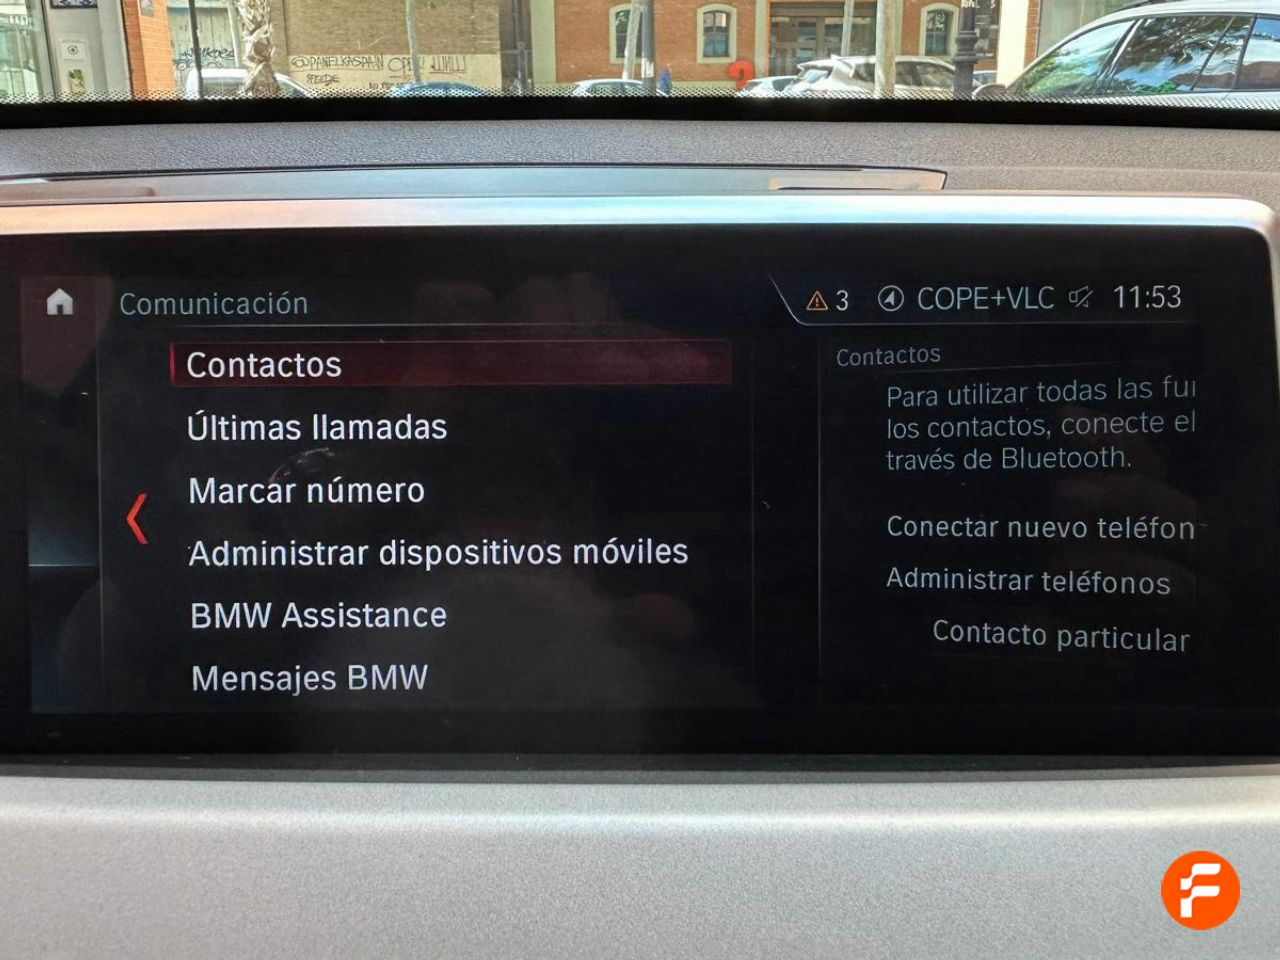 @PANELKASPAIN
Comunicación
3 COPE+VLC 11:53
Contactos
Últimas llamadas
Marcar número
Administrar dispositivos móviles
BMW Assistance
Mensajes BMW
Contactos
Para utilizar todas las fu
los contactos, conecte el
través de Bluetooth.
Conectar nuevo teléfon
Administrar teléfonos
Contacto particular
F